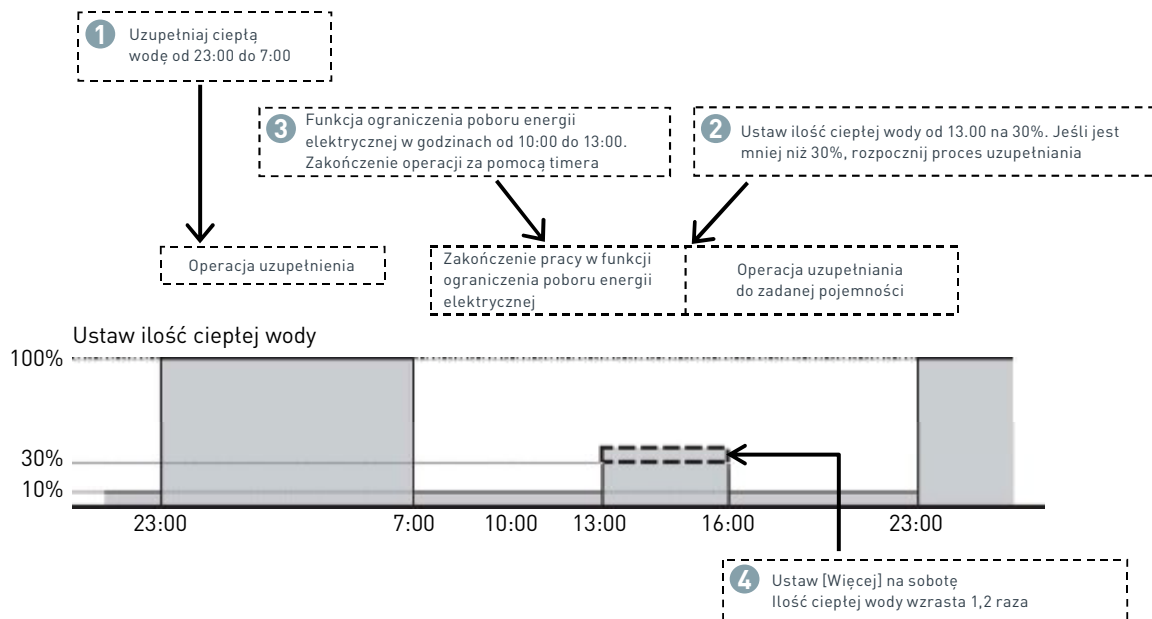 1 Uzupełniaj ciepłą
wodę od 23:00 do 7:00
3 Funkcja ograniczenia poboru energii
elektrycznej w godzinach od 10:00 do 13:00.
Zakończenie operacji za pomocą timera
2 Ustaw ilość ciepłej wody od 13.00 na 30%. Jeśli jest
mniej niż 30%, rozpocznij proces uzupełniania
Operacja uzupełnienia
Zakończenie pracy w funkcji
ograniczenia poboru energii
elektrycznej
Operacja uzupełniania
do zadanej pojemności
Ustaw ilość ciepłej wody
100%
30%
10%
23:00 7:00 10:00 13:00 16:00 23:00
4 Ustaw [Więcej] na sobotę
Ilość ciepłej wody wzrasta 1,2 raza